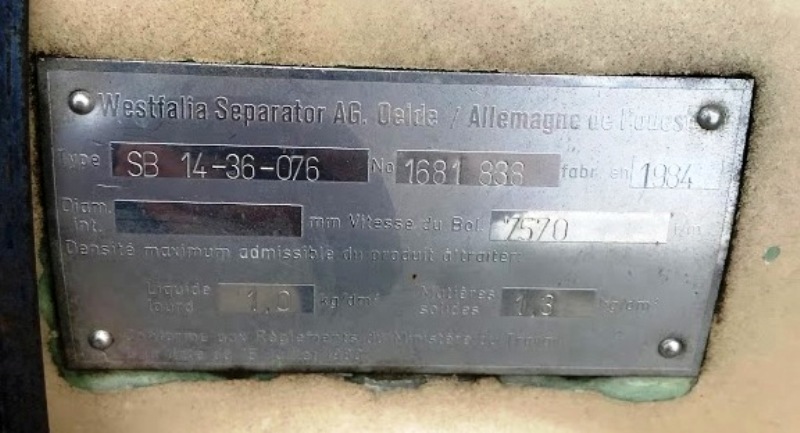 Westfalia Separator AG. Oelde / Allemagne de l'ouest
Type SB 14-36-076 No 1681 838 fabr. en 1984
Diam. int. mm Vitesse du Bol. 7570 t/m
Densité maximum admissible du produit à traiter:
Liquide lourd 1,0 kg/dm³ Matières solides 1,3 kg/dm³
Conforme aux Règlements du Ministère du Travail